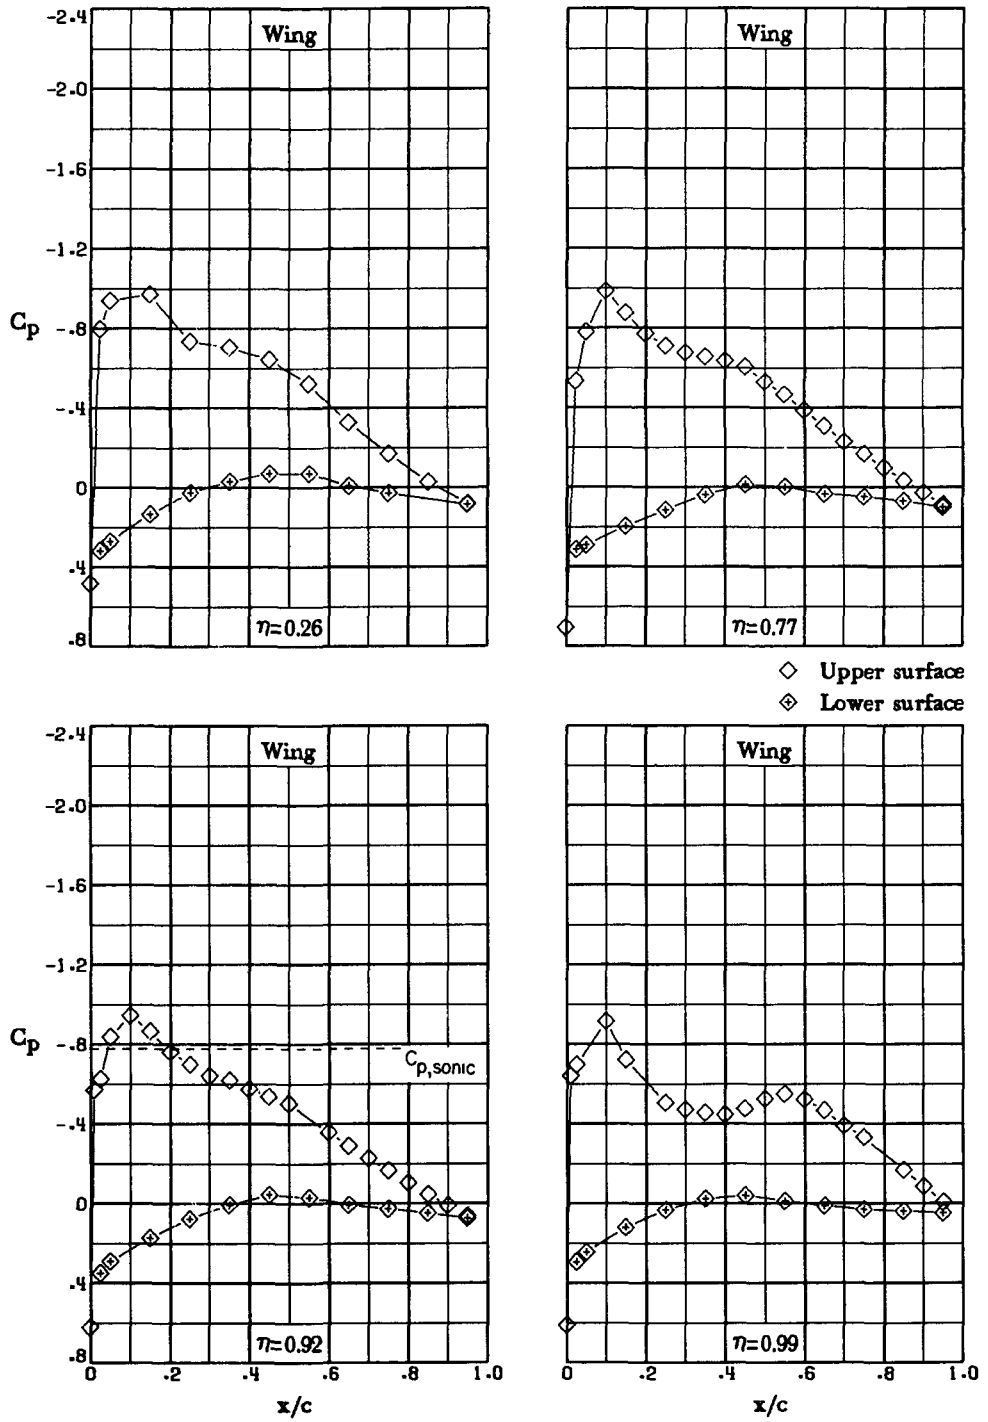 -2.4
Wing
-2.0
-1.6
-1.2
Cp
-.8
-.4
0
.4
.8
η=0.26
Wing
η=0.77
Upper surface
Lower surface
-2.4
Wing
-2.0
-1.6
-1.2
Cp
-.8
Cp,sonic
-.4
0
.4
.8
η=0.92
0 .2 .4 .6 .8 1.0
x/c
Wing
η=0.99
0 .2 .4 .6 .8 1.0
x/c